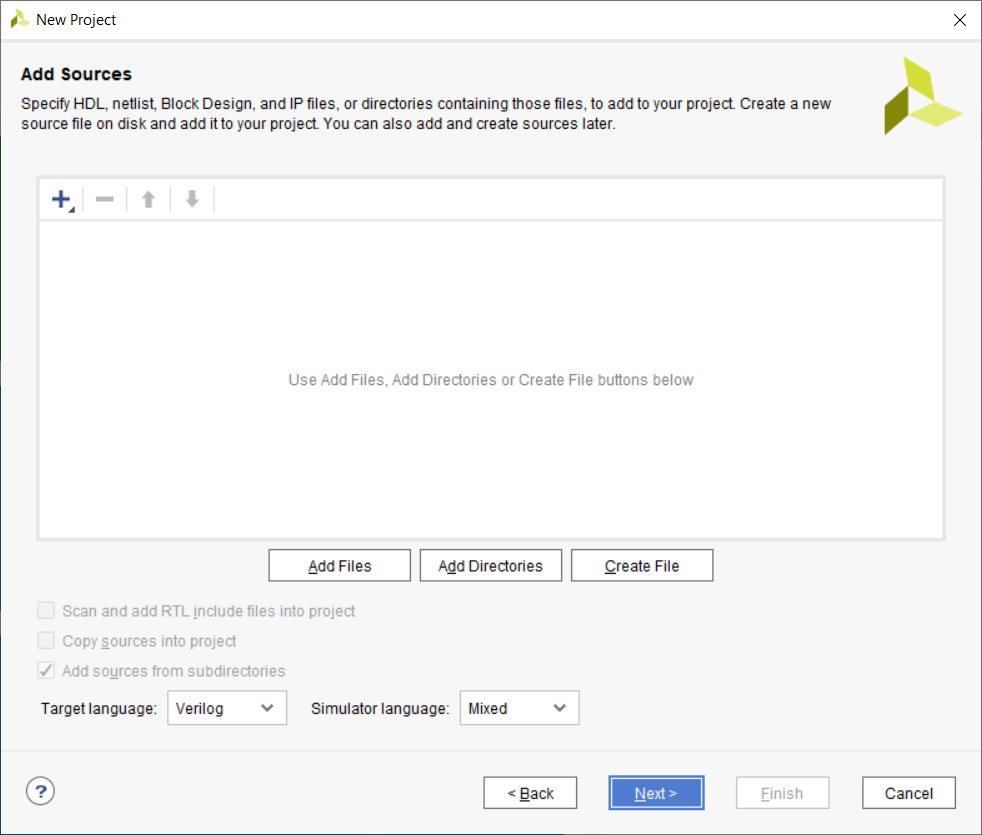 New Project
Add Sources
Specify HDL, netlist, Block Design, and IP files, or directories containing those files, to add to your project. Create a new
source file on disk and add it to your project. You can also add and create sources later.
Use Add Files, Add Directories or Create File buttons below
Add Files Add Directories Create File
Scan and add RTL include files into project
Copy sources into project
Add sources from subdirectories
Target language: Verilog Simulator language: Mixed
? < Back Next > Finish Cancel